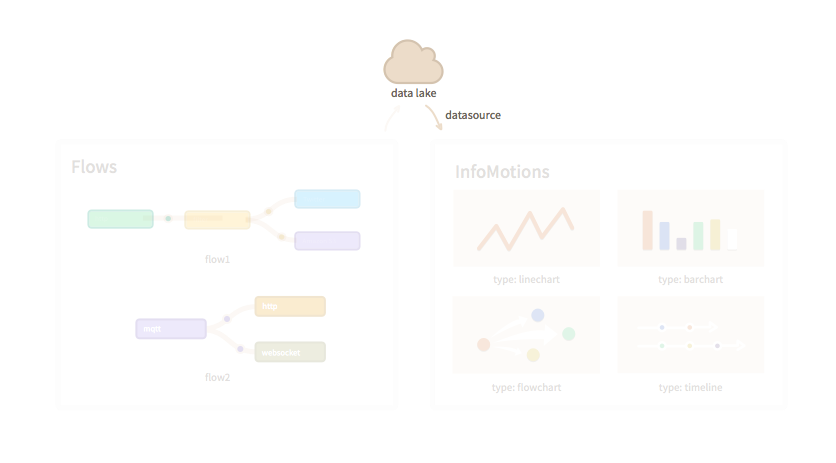 data lake
datasource
Flows
flow1
mqtt
http
websocket
flow2
InfoMotions
type: linechart
type: barchart
type: flowchart
type: timeline